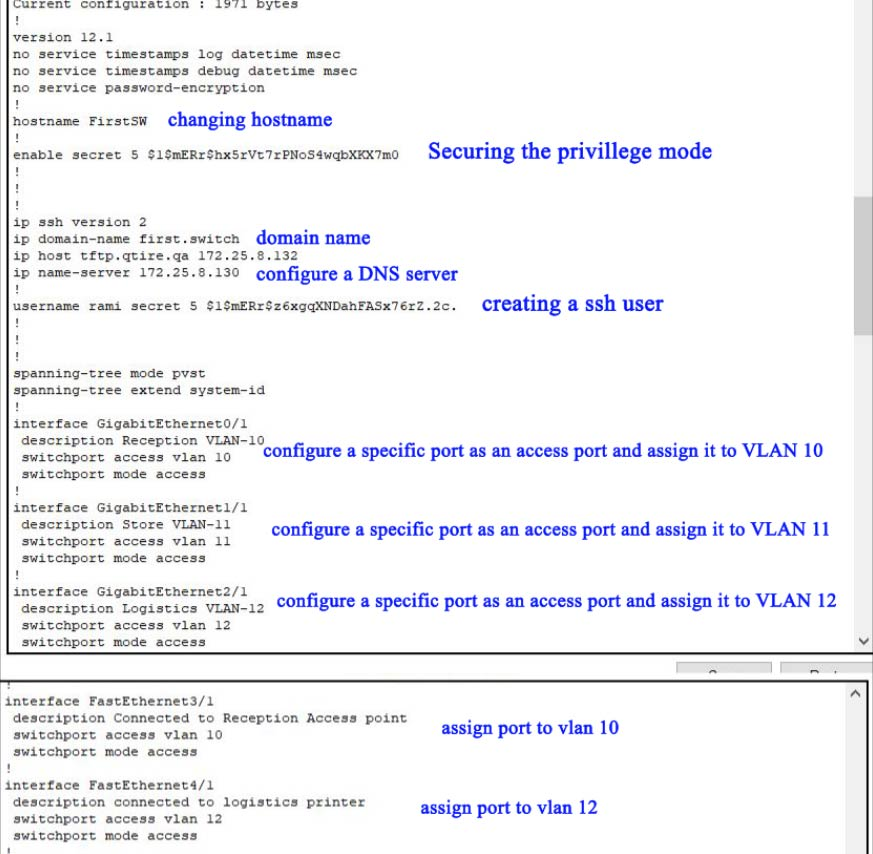 Current configuration : 1971 bytes
!
version 12.1
no service timestamps log datetime msec
no service timestamps debug datetime msec
no service password-encryption
!
hostname FirstSW changing hostname
!
enable secret 5 $1$mERr$hx5rVt7rPNoS4wqbXKX7m0 Securing the privillege mode
!
!
!
ip ssh version 2
ip domain-name first.switch domain name
ip host tftp.qtire.qa 172.25.8.132
ip name-server 172.25.8.130 configure a DNS server
!
username rami secret 5 $1$mERr$z6xgqXNDahFASx76rZ.2c. creating a ssh user
!
!
!
spanning-tree mode pvst
spanning-tree extend system-id
!
interface GigabitEthernet0/1
description Reception VLAN-10
switchport access vlan 10 configure a specific port as an access port and assign it to VLAN 10
switchport mode access
!
interface GigabitEthernet1/1
description Store VLAN-11
switchport access vlan 11 configure a specific port as an access port and assign it to VLAN 11
switchport mode access
!
interface GigabitEthernet2/1
description Logistics VLAN-12 configure a specific port as an access port and assign it to VLAN 12
switchport access vlan 12
switchport mode access
!
interface FastEthernet3/1
description Connected to Reception Access point
switchport access vlan 10 assign port to vlan 10
switchport mode access
!
interface FastEthernet4/1
description connected to logistics printer
switchport access vlan 12 assign port to vlan 12
switchport mode access
!